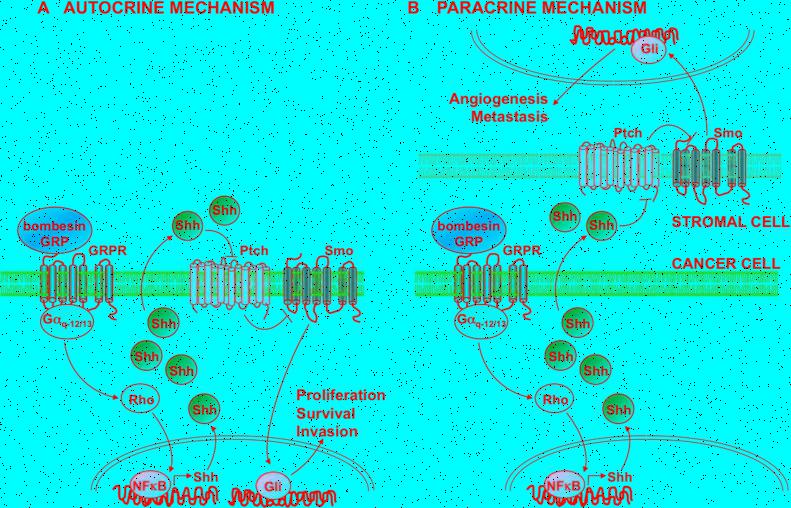 A AUTOCRINE MECHANISM
bombesin
GRP
GRPR
Gαq-12/13
Rho
NFκB
Shh
Shh
Shh
Shh
Shh
Shh
Shh
Ptch
Smo
Gli
Proliferation
Survival
Invasion
B PARACRINE MECHANISM
Gli
Angiogenesis
Metastasis
Ptch
Smo
STROMAL CELL
CANCER CELL
bombesin
GRP
GRPR
Gαq-12/13
Rho
NFκB
Shh
Shh
Shh
Shh
Shh
Shh
Shh